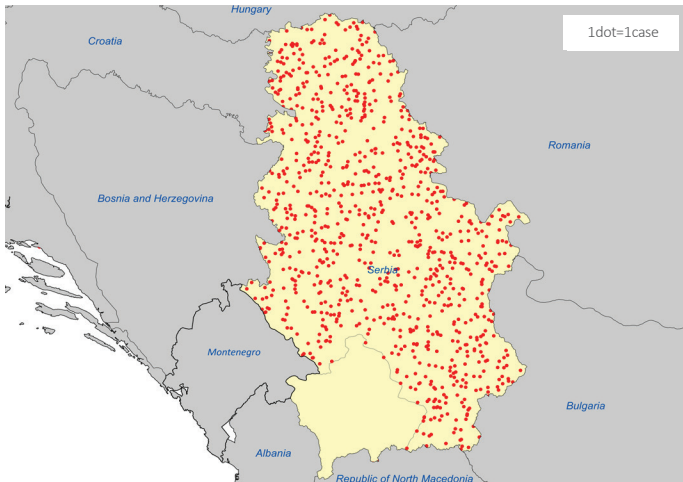 Hungary
1dot=1case
Croatia
Romania
Bosnia and Herzegovina
Serbia
Montenegro
Bulgaria
Albania
Republic of North Macedonia